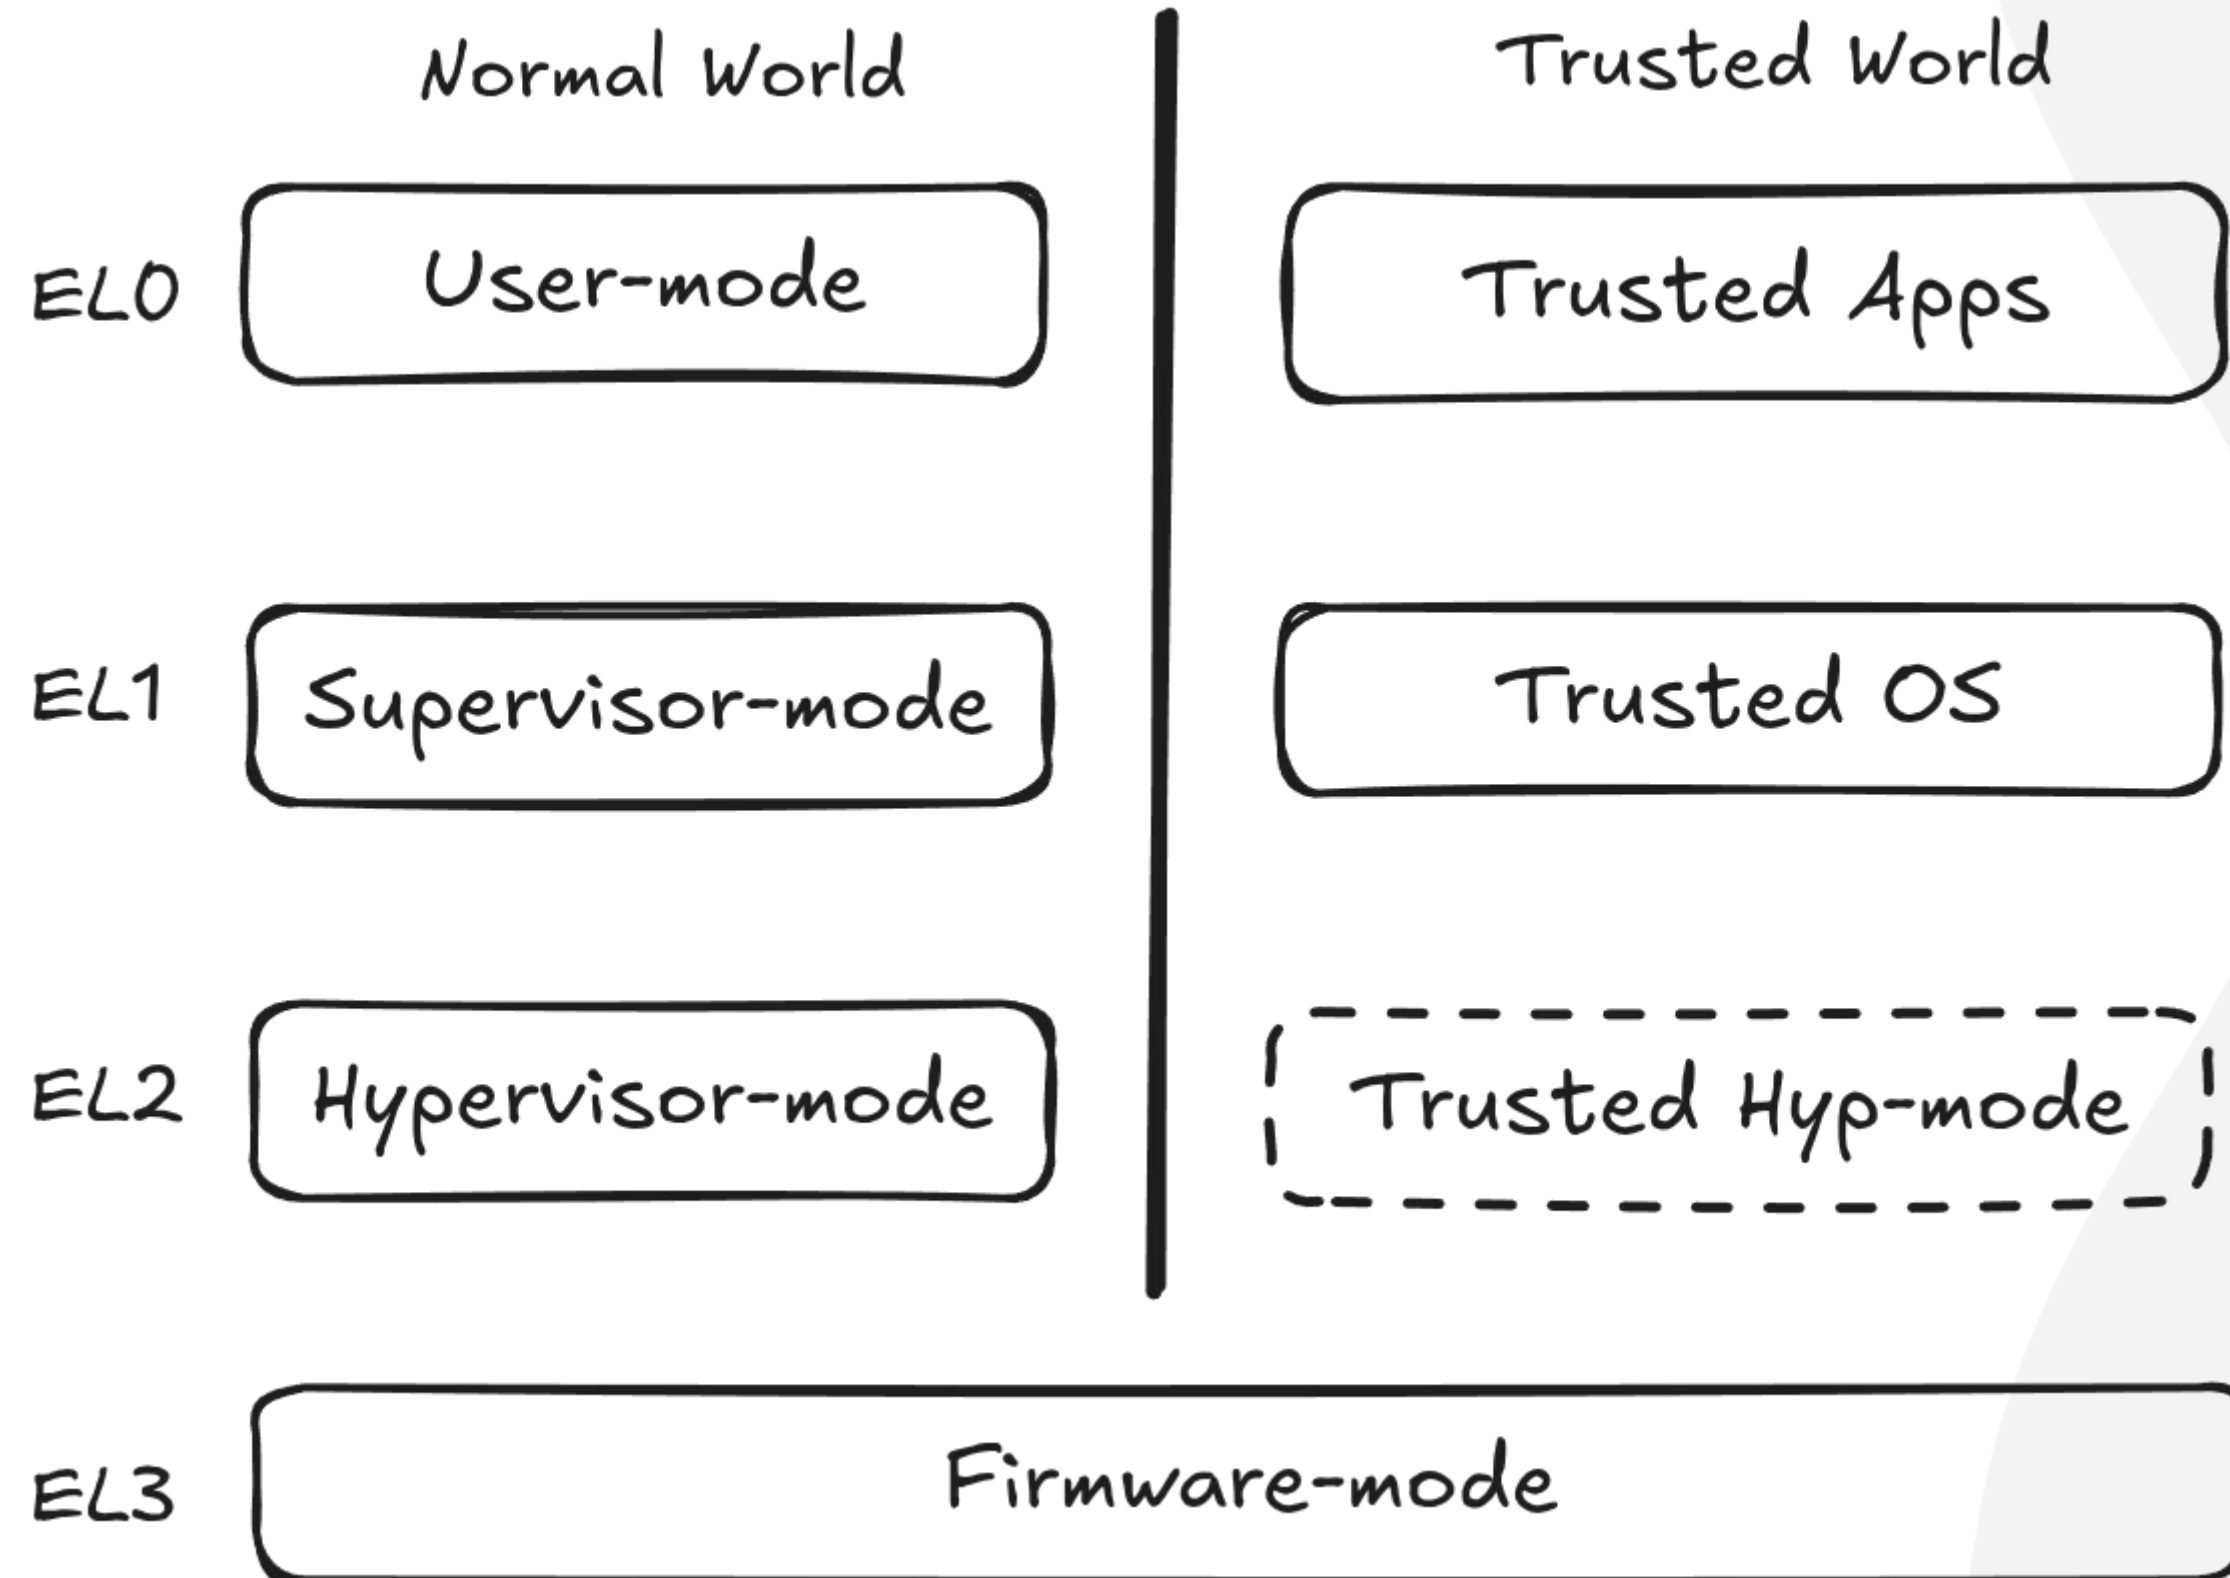 Normal World
Trusted World
EL0
User-mode
Trusted Apps
EL1
Supervisor-mode
Trusted OS
EL2
Hypervisor-mode
Trusted Hyp-mode
EL3
Firmware-mode